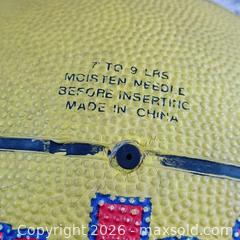 7 TO 9 LBS
MOISTEN NEEDLE
BEFORE INSERTING
MADE IN CHINA
Copyright 2026 - maxsold.com